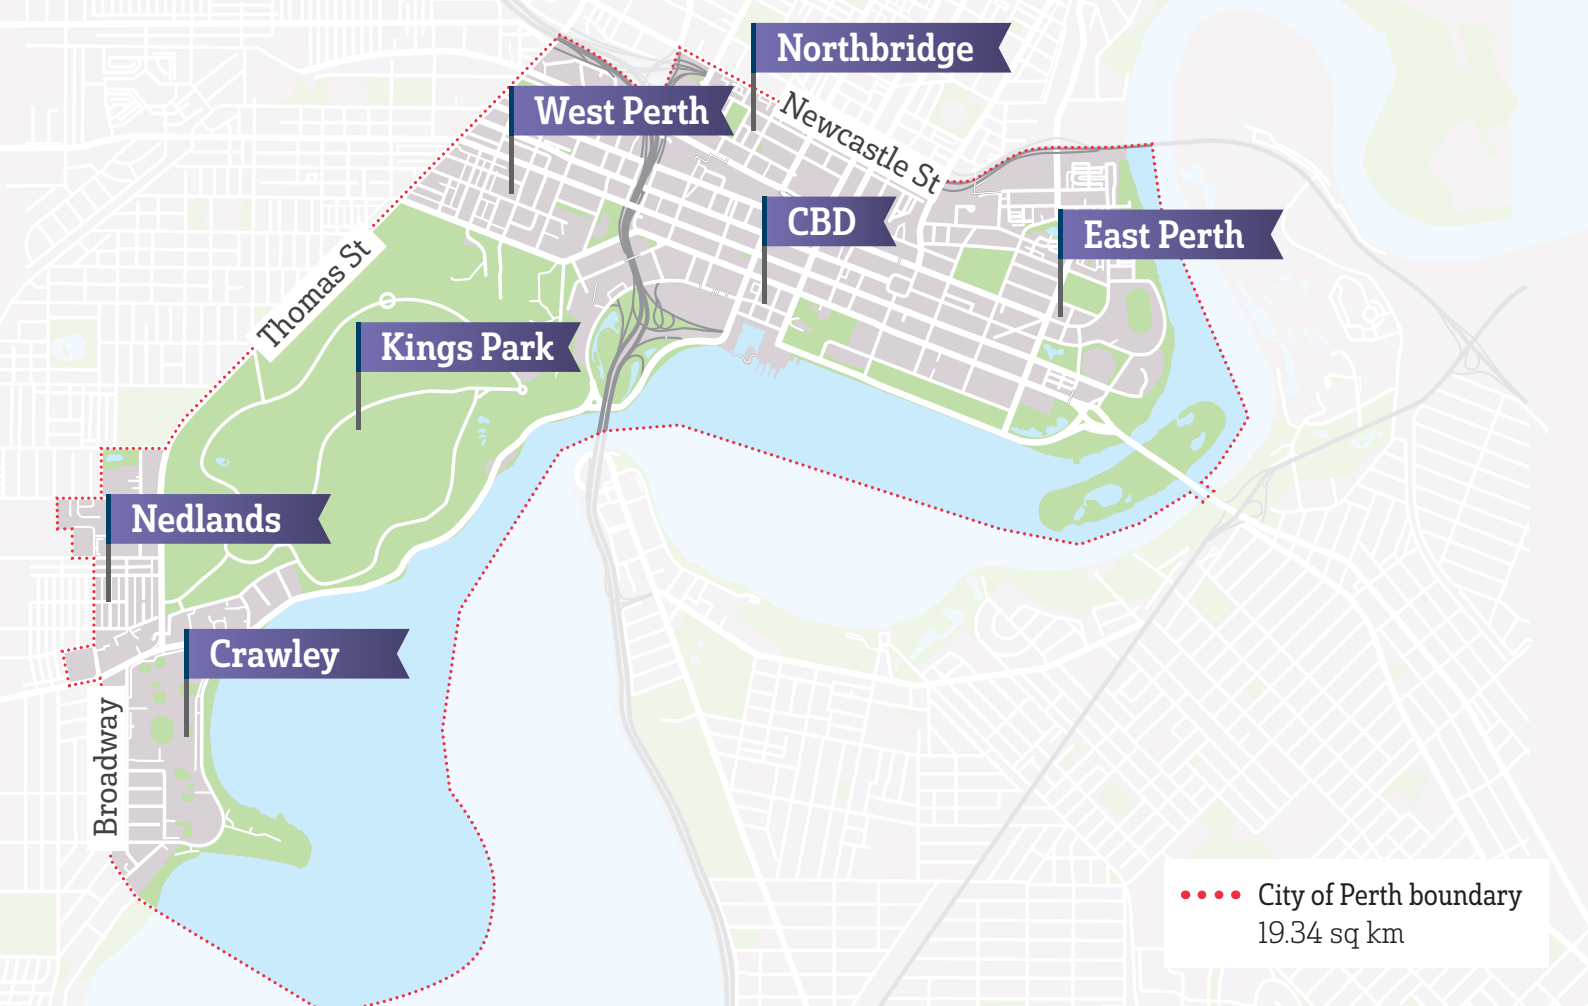 Northbridge
West Perth
Newcastle St
CBD
East Perth
Thomas St
Kings Park
Nedlands
Crawley
Broadway
City of Perth boundary
19.34 sq km